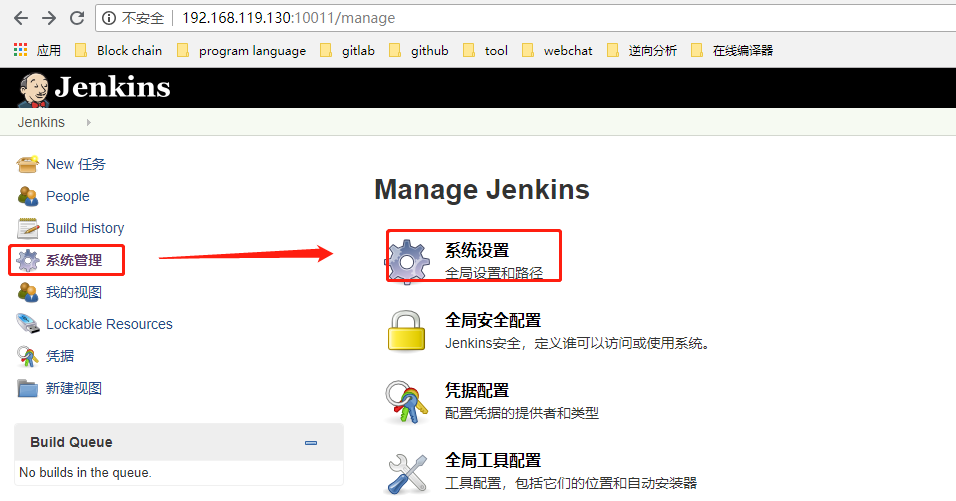 不安全 192.168.119.130:10011/manage
应用 Block chain program language gitlab github tool webchat 逆向分析 在线编译器
Jenkins
Jenkins
New 任务
People
Build History
系统管理
我的视图
Lockable Resources
凭据
新建视图
Build Queue
No builds in the queue.
Manage Jenkins
系统设置
全局设置和路径
全局安全配置
Jenkins安全，定义谁可以访问或使用系统。
凭据配置
配置凭据的提供者和类型
全局工具配置
工具配置，包括它们的位置和自动安装器